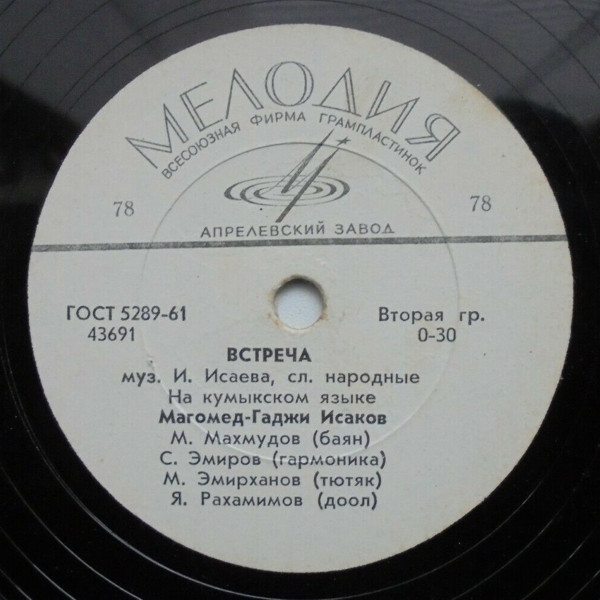 МЕЛОДИЯ
ВСЕСОЮЗНАЯ ФИРМА ГРАМПЛАСТИНОК
78
78
АПРЕЛЕВСКИЙ ЗАВОД
ГОСТ 5289-61
43691
Вторая гр.
0-30
ВСТРЕЧА
муз. И. Исаева, сл. народные
На кумыкском языке
Магомед-Гаджи Исаков
М. Махмудов (баян)
С. Эмиров (гармоника)
М. Эмирханов (тютяк)
Я. Рахамимов (доол)